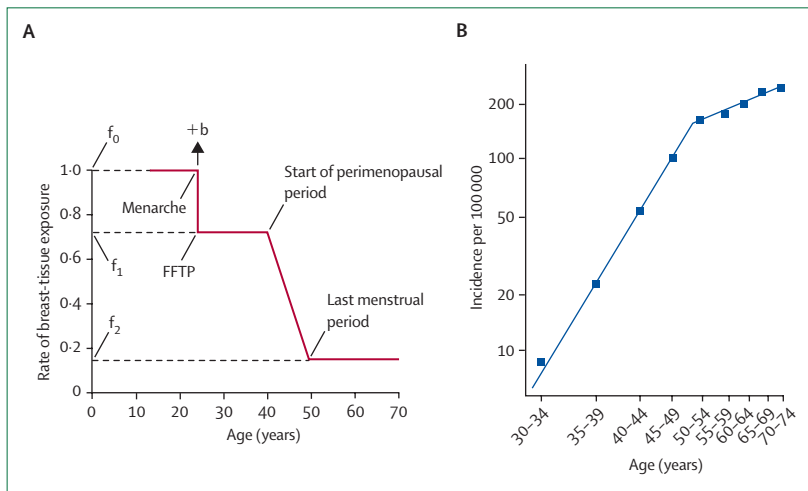 A
f₀
+b
1·0
Menarche
Start of perimenopausal
period
0·8
0·6
f₁
FFTP
0·4
f₂
Last menstrual
period
0·2
0
Rate of breast-tissue exposure
0 10 20 30 40 50 60 70
Age (years)
B
200
100
50
20
10
Incidence per 100 000
30–34 35–39 40–44 45–49 50–54 55–59 60–64 65–69 70–74
Age (years)